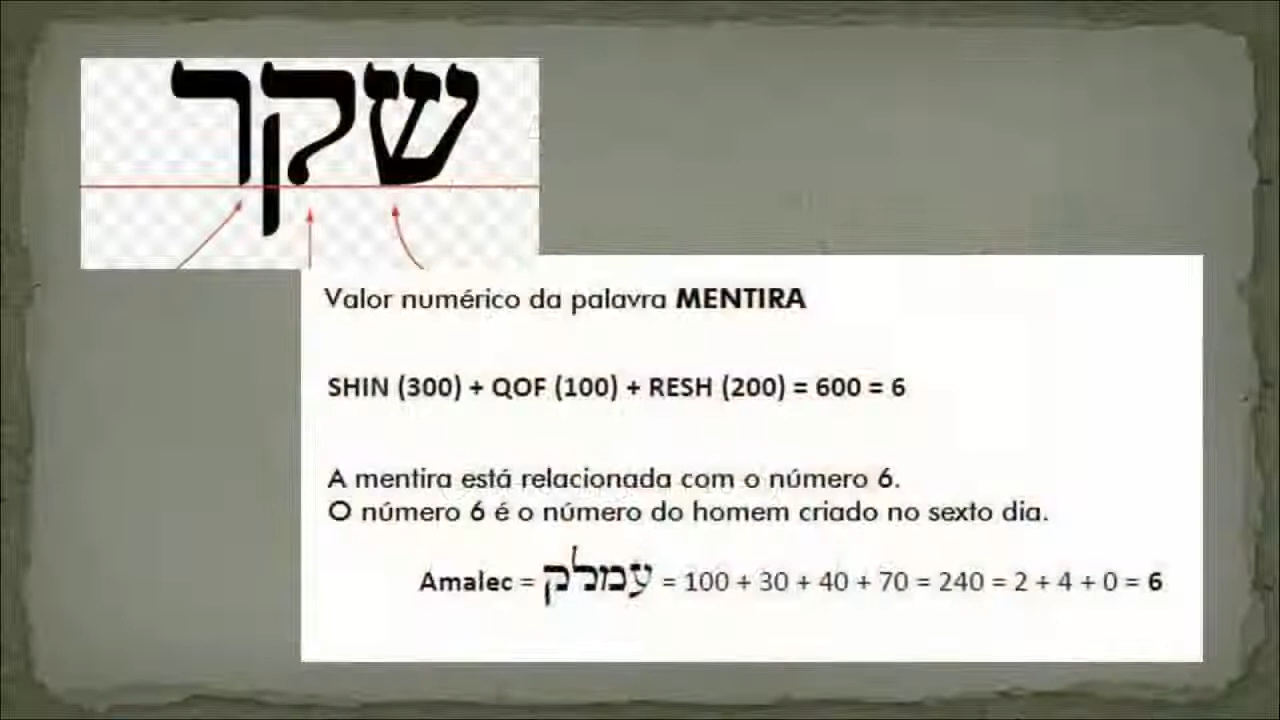 שקר
Valor numérico da palavra MENTIRA
SHIN (300) + QOF (100) + RESH (200) = 600 = 6
A mentira está relacionada com o número 6.
O número 6 é o número do homem criado no sexto dia.
Amalec = עמלק = 100 + 30 + 40 + 70 = 240 = 2 + 4 + 0 = 6